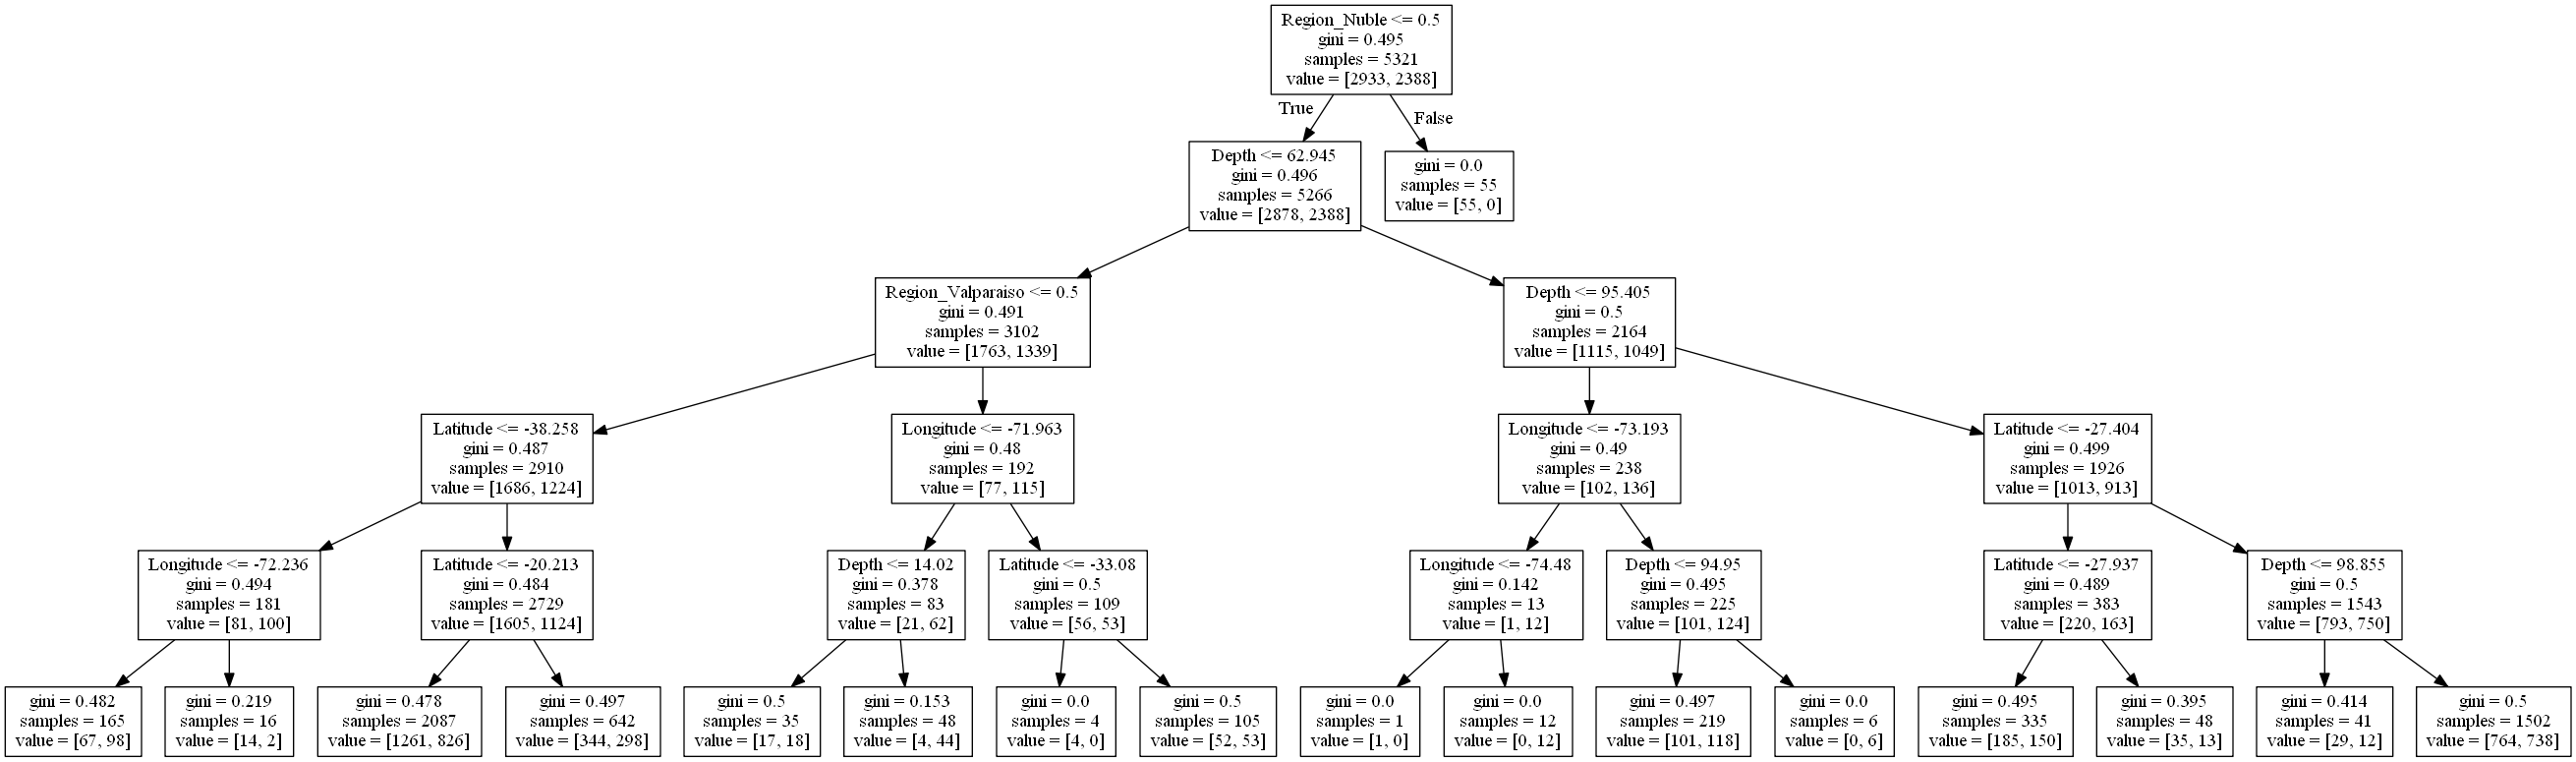 Region_Nuble <= 0.5
gini = 0.495
samples = 5321
value = [2933, 2388]
True
False
Depth <= 62.945
gini = 0.496
samples = 5266
value = [2878, 2388]
gini = 0.0
samples = 55
value = [55, 0]
Region_Valparaiso <= 0.5
gini = 0.491
samples = 3102
value = [1763, 1339]
Depth <= 95.405
gini = 0.5
samples = 2164
value = [1115, 1049]
Latitude <= -38.258
gini = 0.487
samples = 2910
value = [1686, 1224]
Longitude <= -71.963
gini = 0.48
samples = 192
value = [77, 115]
Longitude <= -73.193
gini = 0.49
samples = 238
value = [102, 136]
Latitude <= -27.404
gini = 0.499
samples = 1926
value = [1013, 913]
Longitude <= -72.236
gini = 0.494
samples = 181
value = [81, 100]
Latitude <= -20.213
gini = 0.484
samples = 2729
value = [1605, 1124]
Depth <= 14.02
gini = 0.378
samples = 83
value = [21, 62]
Latitude <= -33.08
gini = 0.5
samples = 109
value = [56, 53]
Longitude <= -74.48
gini = 0.142
samples = 13
value = [1, 12]
Depth <= 94.95
gini = 0.495
samples = 225
value = [101, 124]
Latitude <= -27.937
gini = 0.489
samples = 383
value = [220, 163]
Depth <= 98.855
gini = 0.5
samples = 1543
value = [793, 750]
gini = 0.482
samples = 165
value = [67, 98]
gini = 0.219
samples = 16
value = [14, 2]
gini = 0.478
samples = 2087
value = [1261, 826]
gini = 0.497
samples = 642
value = [344, 298]
gini = 0.5
samples = 35
value = [17, 18]
gini = 0.153
samples = 48
value = [4, 44]
gini = 0.0
samples = 4
value = [4, 0]
gini = 0.5
samples = 105
value = [52, 53]
gini = 0.0
samples = 1
value = [1, 0]
gini = 0.0
samples = 12
value = [0, 12]
gini = 0.497
samples = 219
value = [101, 118]
gini = 0.0
samples = 6
value = [0, 6]
gini = 0.495
samples = 335
value = [185, 150]
gini = 0.395
samples = 48
value = [35, 13]
gini = 0.414
samples = 41
value = [29, 12]
gini = 0.5
samples = 1502
value = [764, 738]